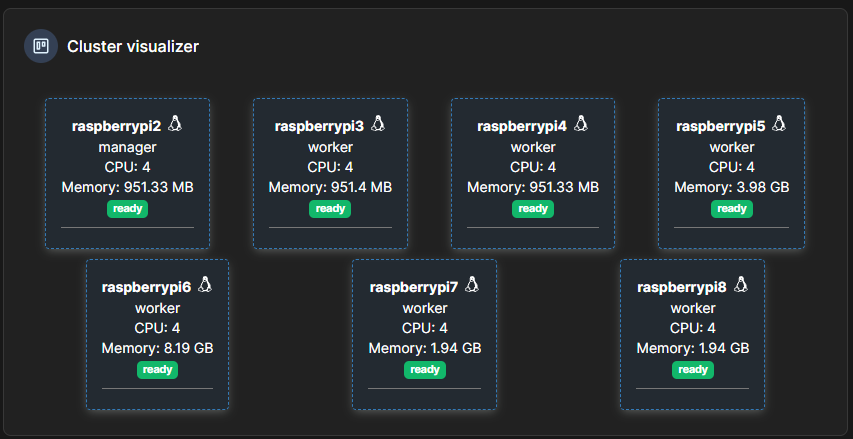 Cluster visualizer
raspberrypi2
manager
CPU: 4
Memory: 951.33 MB
ready
raspberrypi3
worker
CPU: 4
Memory: 951.4 MB
ready
raspberrypi4
worker
CPU: 4
Memory: 951.33 MB
ready
raspberrypi5
worker
CPU: 4
Memory: 3.98 GB
ready
raspberrypi6
worker
CPU: 4
Memory: 8.19 GB
ready
raspberrypi7
worker
CPU: 4
Memory: 1.94 GB
ready
raspberrypi8
worker
CPU: 4
Memory: 1.94 GB
ready